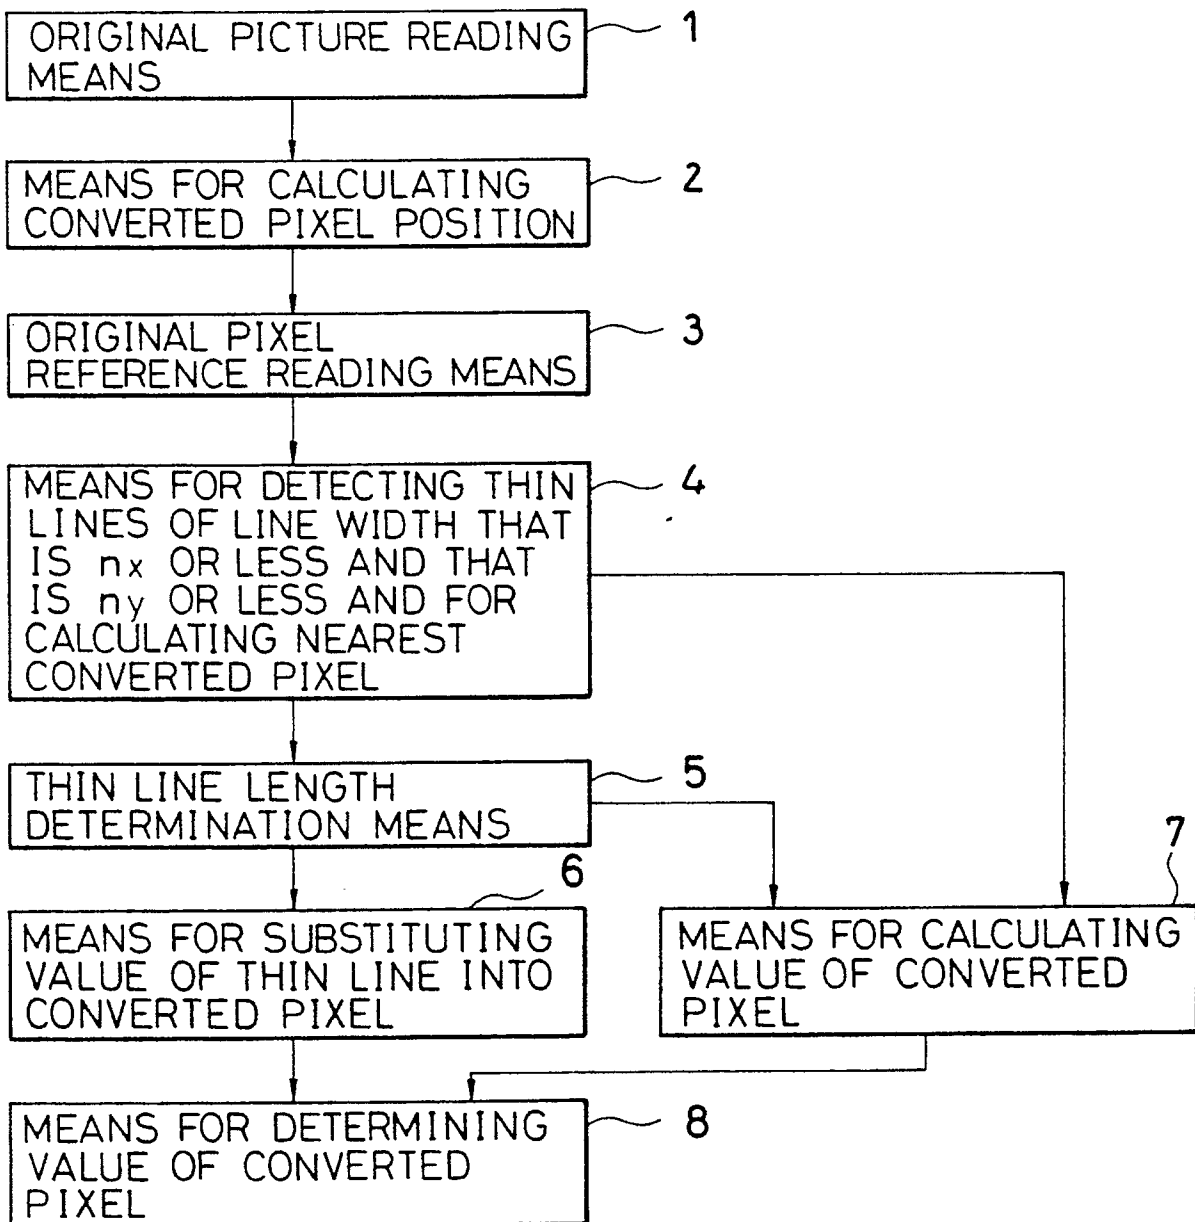 ORIGINAL PICTURE READING
MEANS
1
MEANS FOR CALCULATING
CONVERTED PIXEL POSITION
2
ORIGINAL PIXEL
REFERENCE READING MEANS
3
MEANS FOR DETECTING THIN
LINES OF LINE WIDTH THAT
IS nx OR LESS AND THAT
IS ny OR LESS AND FOR
CALCULATING NEAREST
CONVERTED PIXEL
4
THIN LINE LENGTH
DETERMINATION MEANS
5
MEANS FOR SUBSTITUTING
VALUE OF THIN LINE INTO
CONVERTED PIXEL
6
MEANS FOR CALCULATING
VALUE OF CONVERTED
PIXEL
7
MEANS FOR DETERMINING
VALUE OF CONVERTED
PIXEL
8